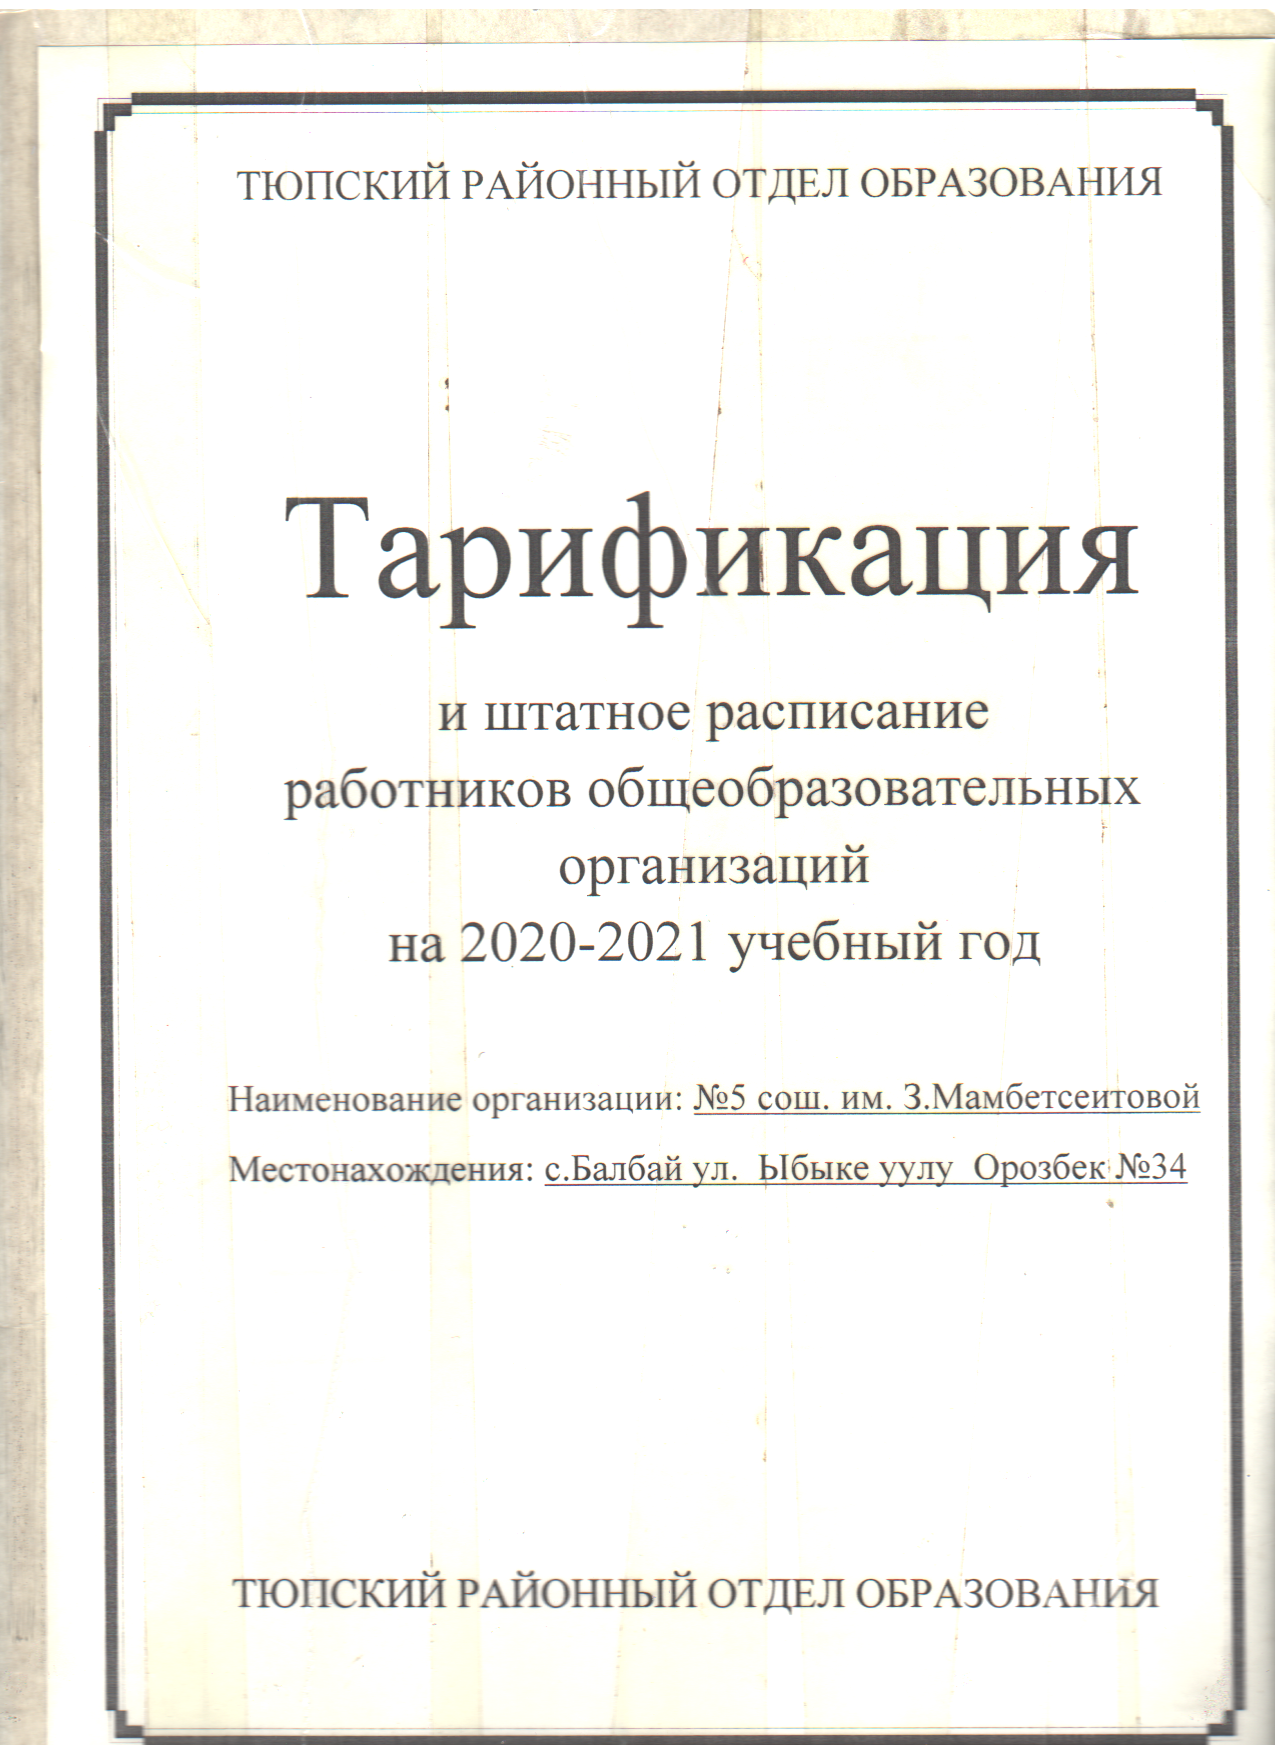 ТЮПСКИЙ РАЙОННЫЙ ОТДЕЛ ОБРАЗОВАНИЯ
Тарификация
и штатное расписание
работников общеобразовательных
организаций
на 2020-2021 учебный год
Наименование организации: №5 сош. им. З.Мамбетсеитовой
Местонахождения: с.Балбай ул. Ыбыке уулу Орозбек №34
ТЮПСКИЙ РАЙОННЫЙ ОТДЕЛ ОБРАЗОВАНИЯ